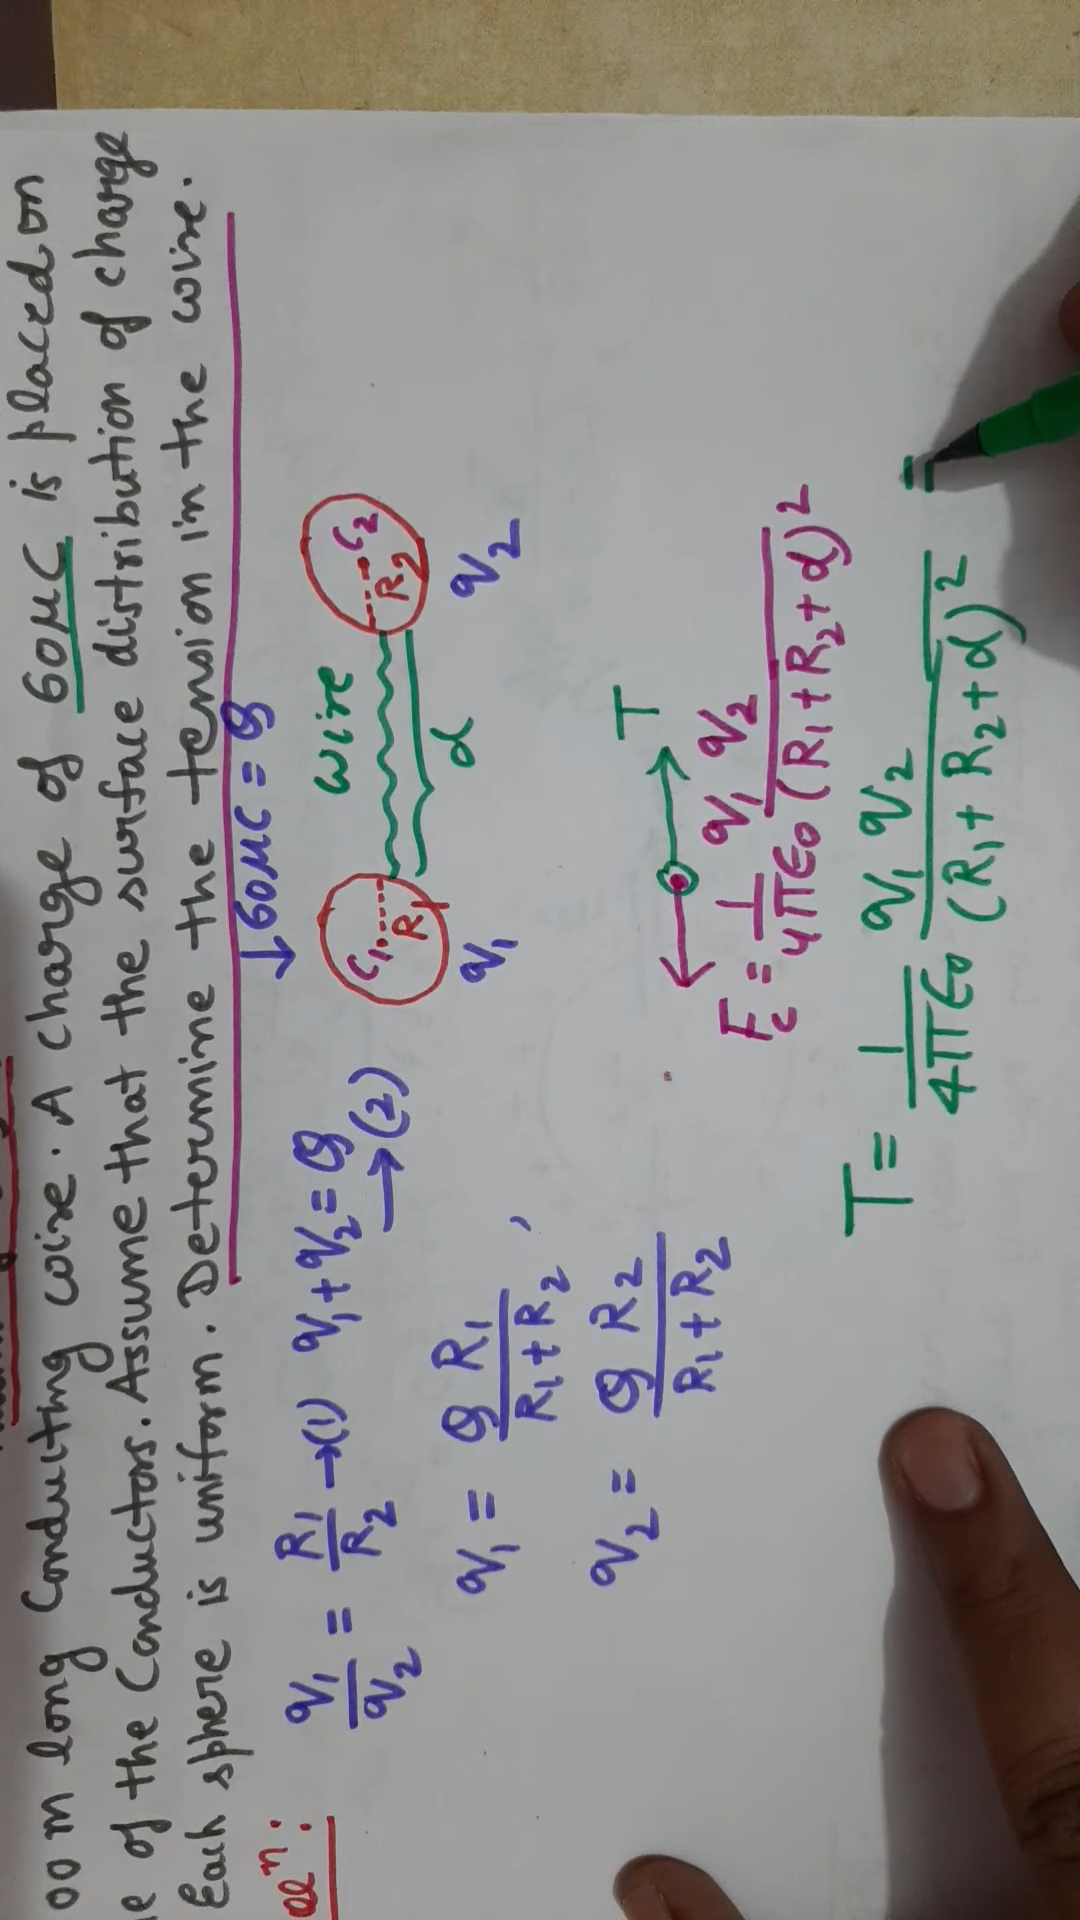 00 m long Conducting wire. A charge of 60μC is placed on
e of the Conductors. Assume that the surface distribution of charge
Each sphere is uniform. Determine the tension in the wire.
↓60μC = Q
q₁/q₂ = R₁/R₂ →(1) q₁+q₂ = Q →(2)
C₁ R₁ wire R₂ C₂
d
q₁ q₂
q₁ = Q R₁/(R₁+R₂) ,
q₂ = Q R₂/(R₁+R₂)
T
F_c = 1/4πε₀ q₁ q₂/(R₁+R₂+d)²
T = 1/4πε₀ q₁ q₂/(R₁+R₂+d)² =